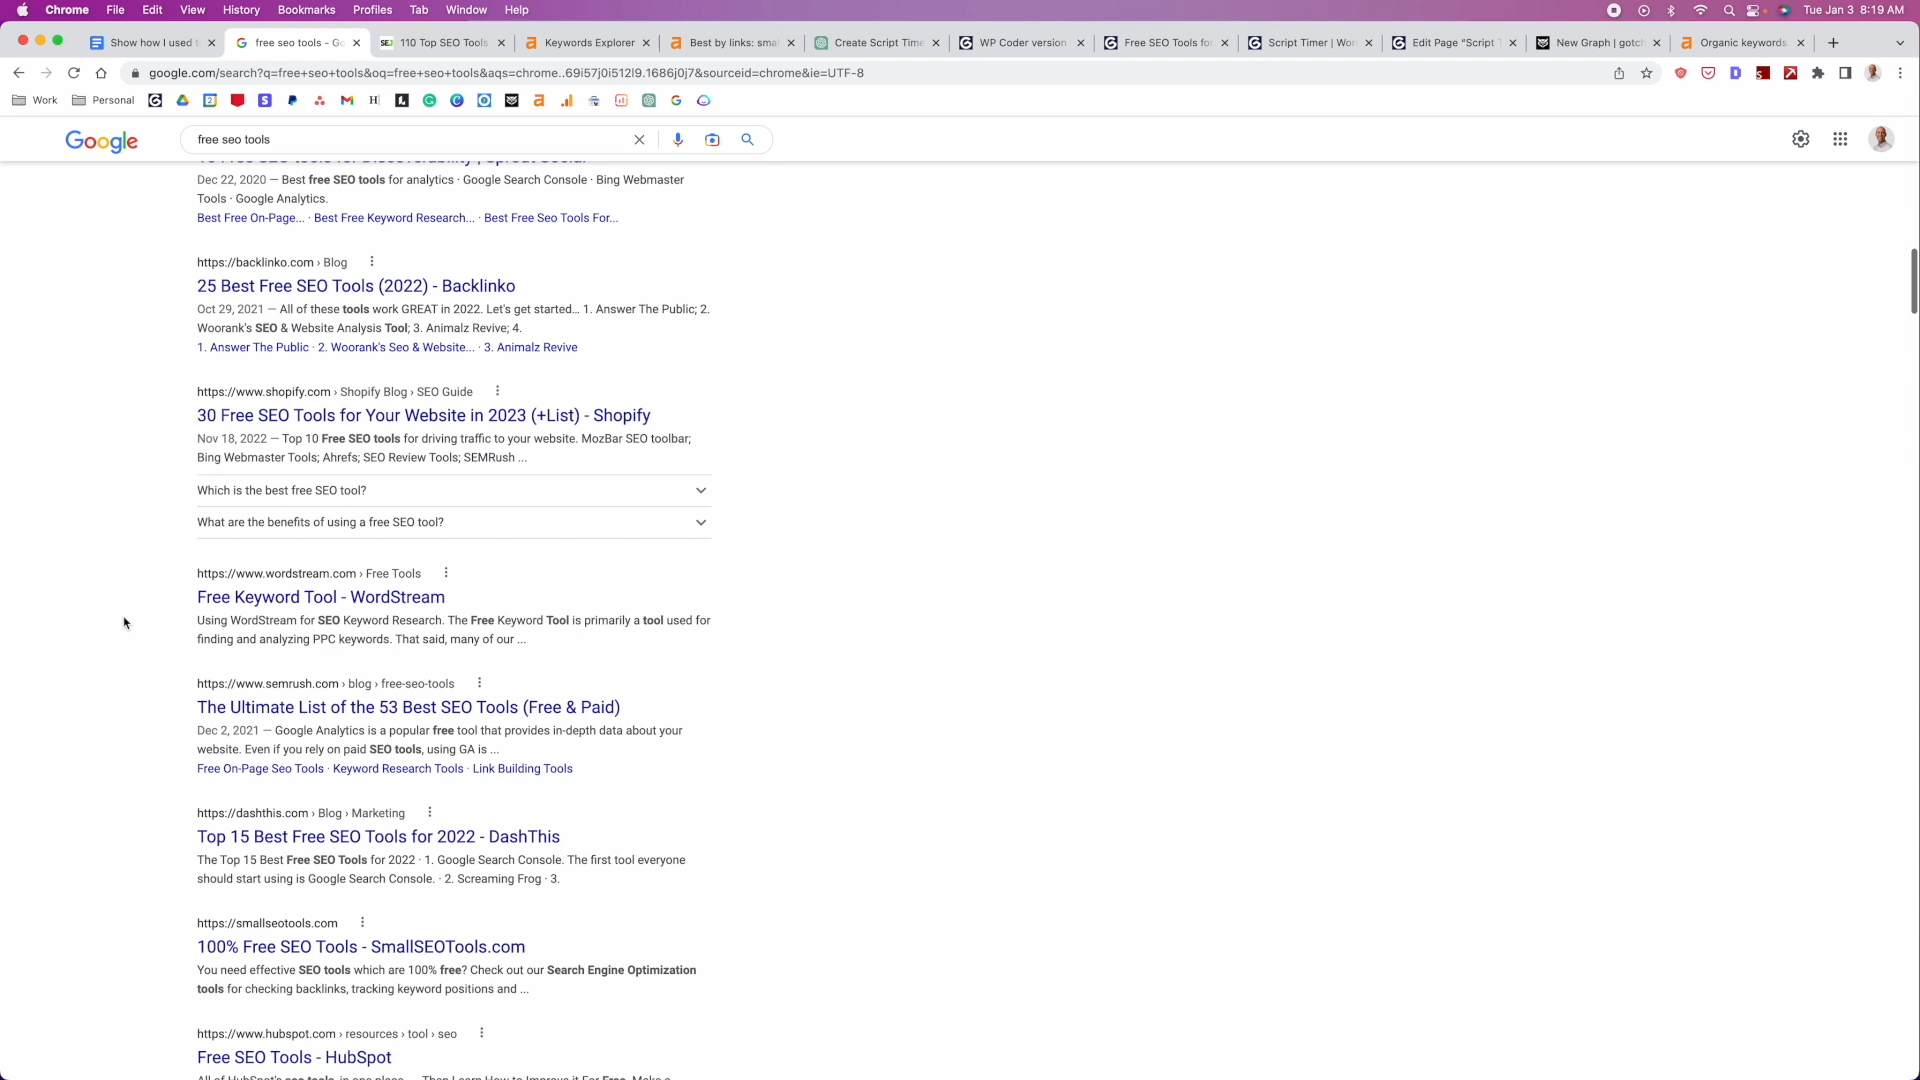 Chrome File Edit View History Bookmarks Profiles Tab Window Help Tue Jan 3 8:19 AM
Show how I used free seo tools - Go 110 Top SEO Tools Keywords Explorer Best by links: sma Create Script Time WP Coder version Free SEO Tools for Script Timer | Wor Edit Page "Script T New Graph | gotch Organic keywords
google.com/search?q=free+seo+tools&oq=free+seo+tools&aqs=chrome..69i57j0i512l9.1686j0j7&sourceid=chrome&ie=UTF-8
Work Personal
Google free seo tools
Dec 22, 2020 — Best free SEO tools for analytics · Google Search Console · Bing Webmaster
Tools · Google Analytics.
Best Free On-Page... · Best Free Keyword Research... · Best Free Seo Tools For...
https://backlinko.com › Blog
25 Best Free SEO Tools (2022) - Backlinko
Oct 29, 2021 — All of these tools work GREAT in 2022. Let's get started... 1. Answer The Public; 2.
Woorank's SEO & Website Analysis Tool; 3. Animalz Revive; 4.
1. Answer The Public · 2. Woorank's Seo & Website... · 3. Animalz Revive
https://www.shopify.com › Shopify Blog › SEO Guide
30 Free SEO Tools for Your Website in 2023 (+List) - Shopify
Nov 18, 2022 — Top 10 Free SEO tools for driving traffic to your website. MozBar SEO toolbar;
Bing Webmaster Tools; Ahrefs; SEO Review Tools; SEMRush ...
Which is the best free SEO tool?
What are the benefits of using a free SEO tool?
https://www.wordstream.com › Free Tools
Free Keyword Tool - WordStream
Using WordStream for SEO Keyword Research. The Free Keyword Tool is primarily a tool used for
finding and analyzing PPC keywords. That said, many of our ...
https://www.semrush.com › blog › free-seo-tools
The Ultimate List of the 53 Best SEO Tools (Free & Paid)
Dec 2, 2021 — Google Analytics is a popular free tool that provides in-depth data about your
website. Even if you rely on paid SEO tools, using GA is ...
Free On-Page Seo Tools · Keyword Research Tools · Link Building Tools
https://dashthis.com › Blog › Marketing
Top 15 Best Free SEO Tools for 2022 - DashThis
The Top 15 Best Free SEO Tools for 2022 · 1. Google Search Console. The first tool everyone
should start using is Google Search Console. · 2. Screaming Frog · 3.
https://smallseotools.com
100% Free SEO Tools - SmallSEOTools.com
You need effective SEO tools which are 100% free? Check out our Search Engine Optimization
tools for checking backlinks, tracking keyword positions and ...
https://www.hubspot.com › resources › tool › seo
Free SEO Tools - HubSpot